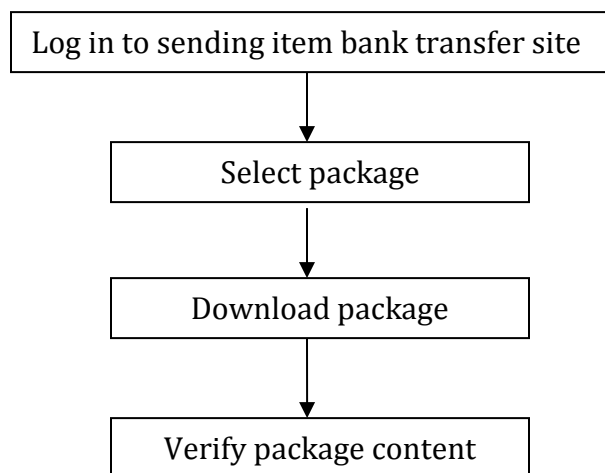 Log in to sending item bank transfer site
Select package
Download package
Verify package content